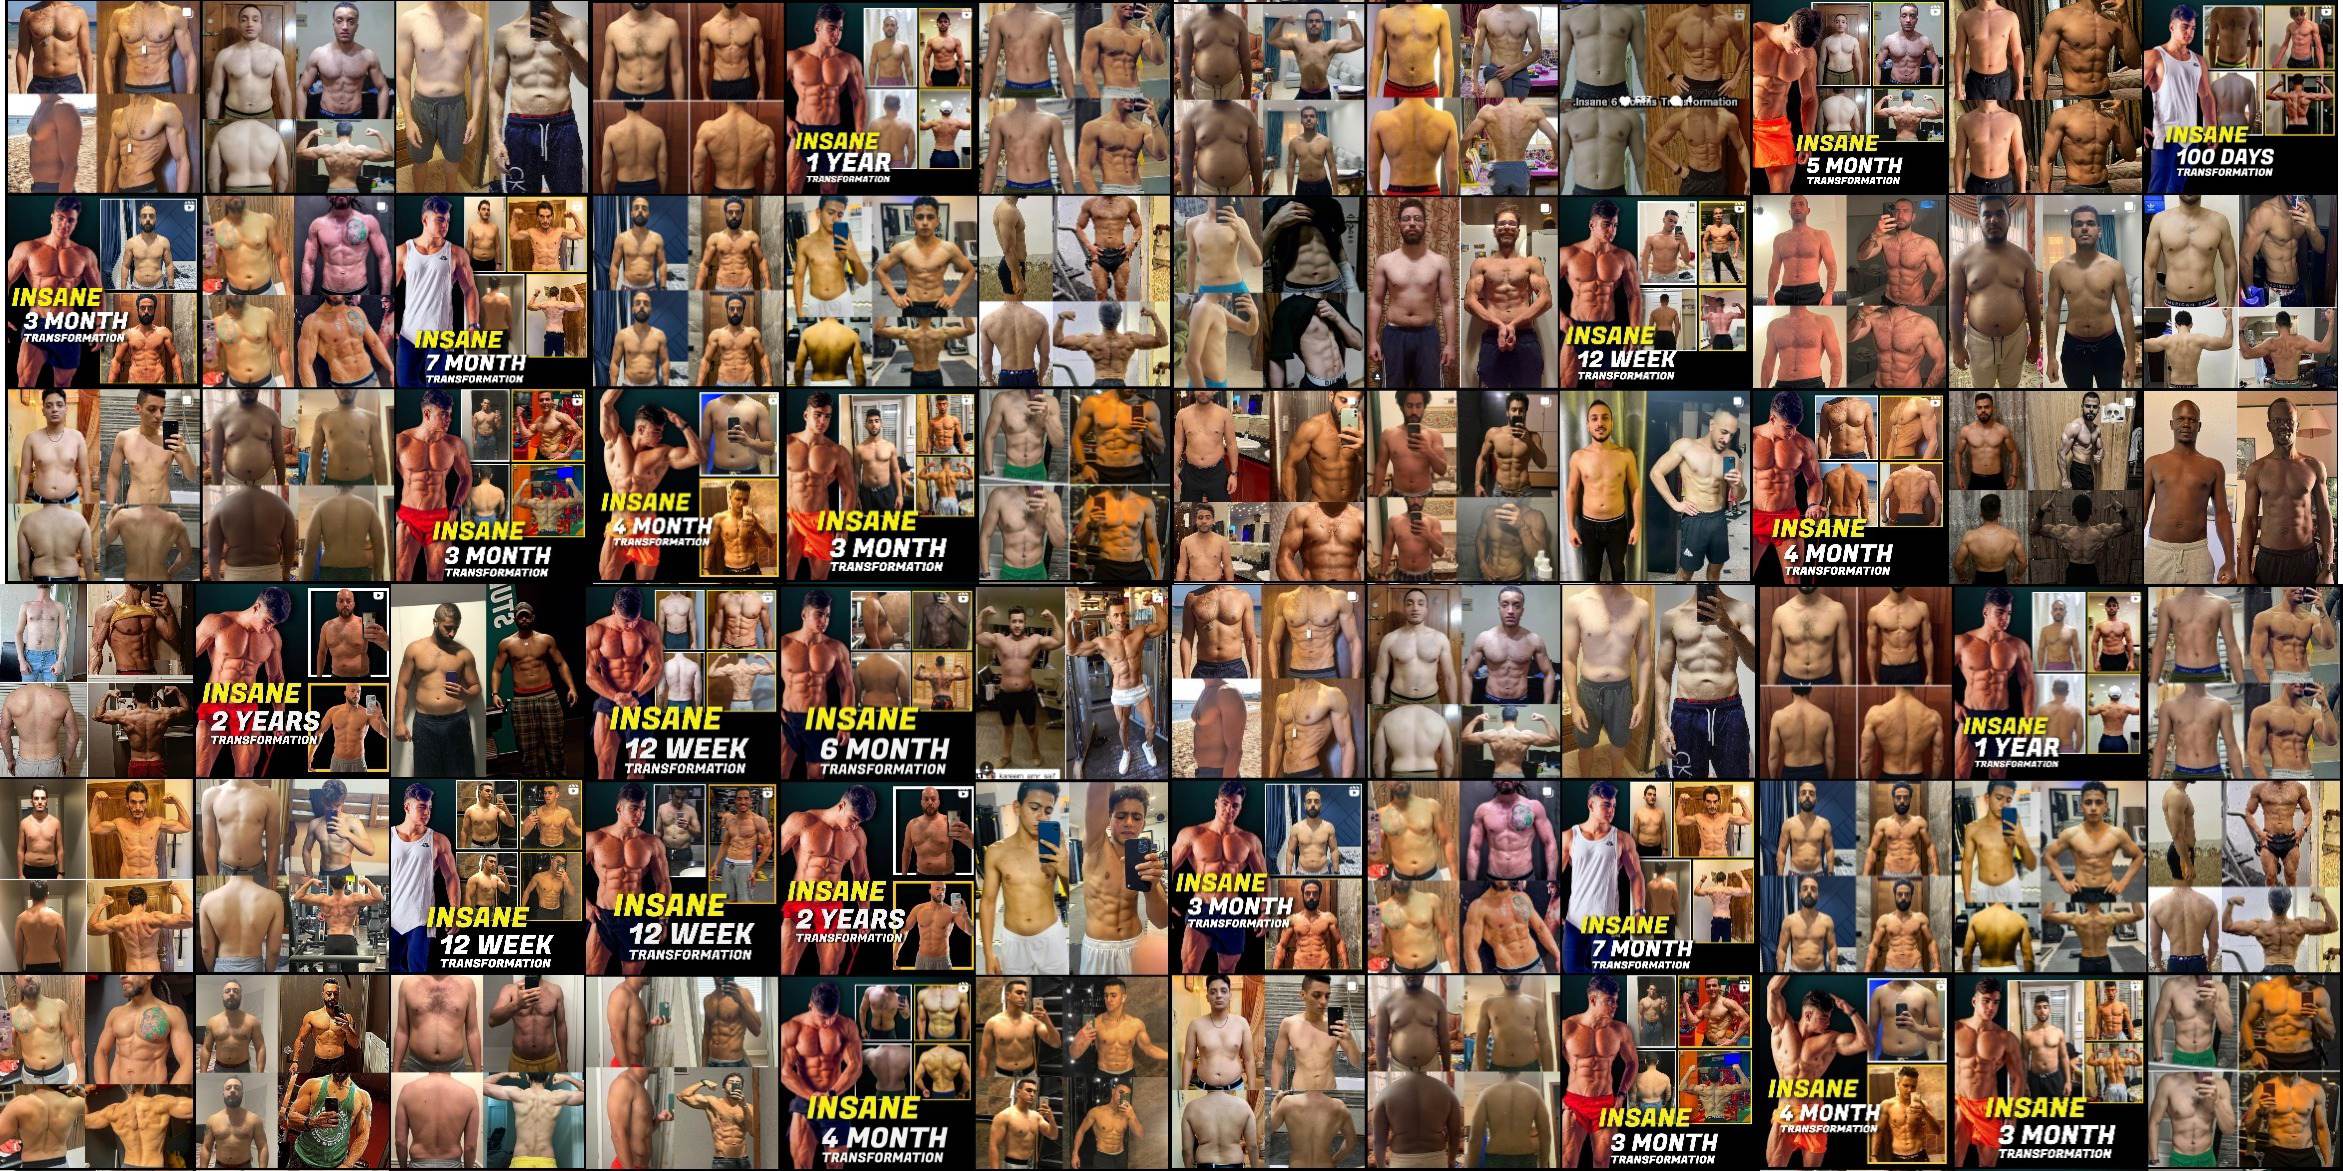 INSANE
1 YEAR
TRANSFORMATION
.Insane 6
INSANE
5 MONTH
TRANSFORMATION
INSANE
100 DAYS
TRANSFORMATION
INSANE
3 MONTH
TRANSFORMATION
INSANE
7 MONTH
TRANSFORMATION
INSANE
12 WEEK
TRANSFORMATION
INSANE
3 MONTH
TRANSFORMATION
INSANE
4 MONTH
TRANSFORMATION
INSANE
3 MONTH
TRANSFORMATION
INSANE
4 MONTH
TRANSFORMATION
INSANE
2 YEARS
TRANSFORMATION
INSANE
12 WEEK
TRANSFORMATION
INSANE
6 MONTH
TRANSFORMATION
INSANE
1 YEAR
TRANSFORMATION
INSANE
12 WEEK
TRANSFORMATION
INSANE
12 WEEK
TRANSFORMATION
INSANE
2 YEARS
TRANSFORMATION
INSANE
3 MONTH
TRANSFORMATION
INSANE
7 MONTH
TRANSFORMATION
INSANE
4 MONTH
TRANSFORMATION
INSANE
3 MONTH
TRANSFORMATION
INSANE
4 MONTH
TRANSFORMATION
INSANE
3 MONTH
TRANSFORMATION